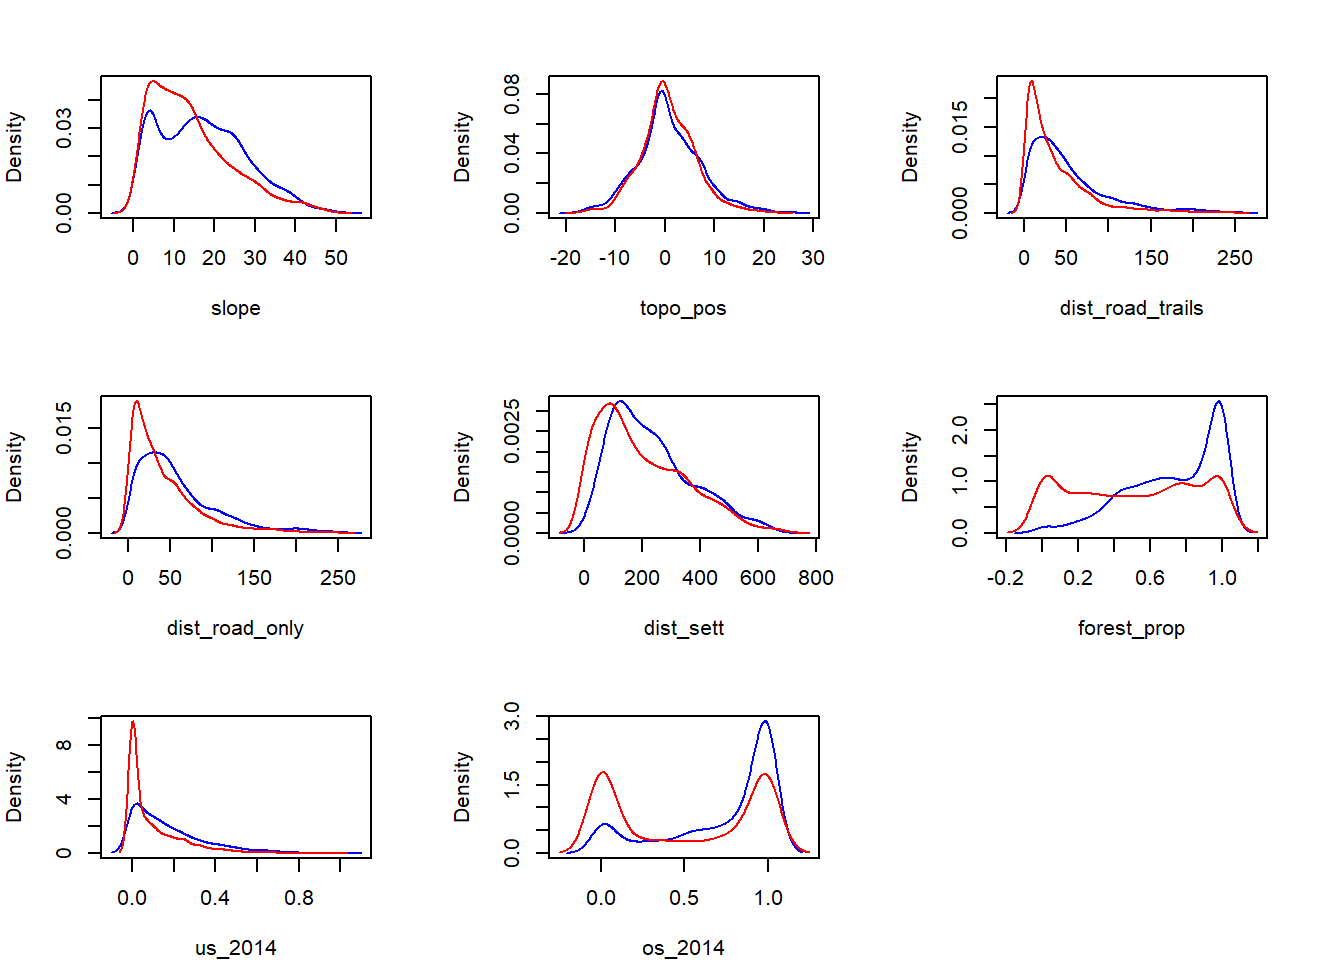 Density
0.00 0.03
0 10 20 30 40 50
slope
Density
0.00 0.04 0.08
-20 -10 0 10 20 30
topo_pos
Density
0.000 0.015
0 50 150 250
dist_road_trails
Density
0.000 0.015
0 50 150 250
dist_road_only
Density
0.0000 0.0025
0 200 400 600 800
dist_sett
Density
0.0 1.0 2.0
-0.2 0.2 0.6 1.0
forest_prop
Density
0 4 8
0.0 0.4 0.8
us_2014
Density
0.0 1.5 3.0
0.0 0.5 1.0
os_2014